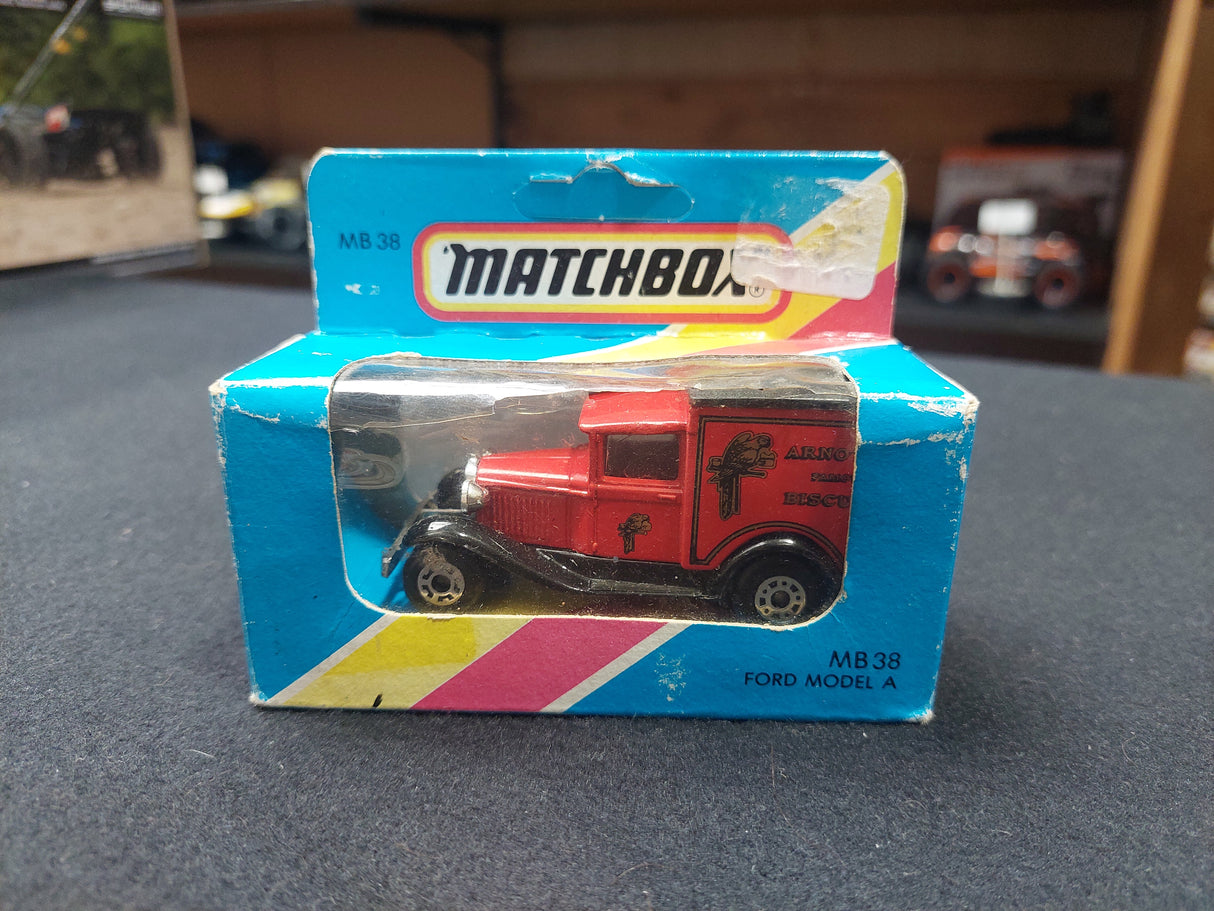 MB 38
MATCHBOX®
ARNO
BISCU
MB 38
FORD MODEL A